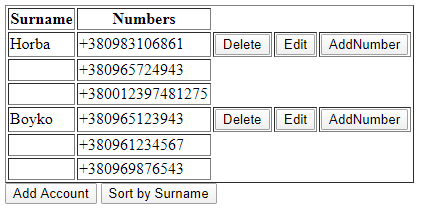 Surname Numbers
Horba +380983106861 Delete Edit AddNumber
+380965724943
+380012397481275
Boyko +380965123943 Delete Edit AddNumber
+380961234567
+380969876543
Add Account Sort by Surname